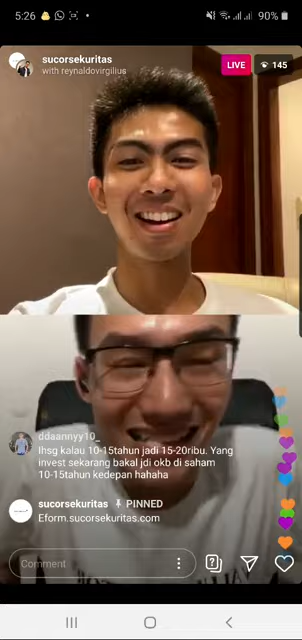 5:26
90%
sucorsekuritas
with reynaldovirgilius
LIVE
145
ddaannyy10_
Ihsg kalau 10-15tahun jadi 15-20ribu. Yang
invest sekarang bakal jdi okb di saham
10-15tahun kedepan hahaha
sucorsekuritas PINNED
Eform.sucorsekuritas.com
Comment